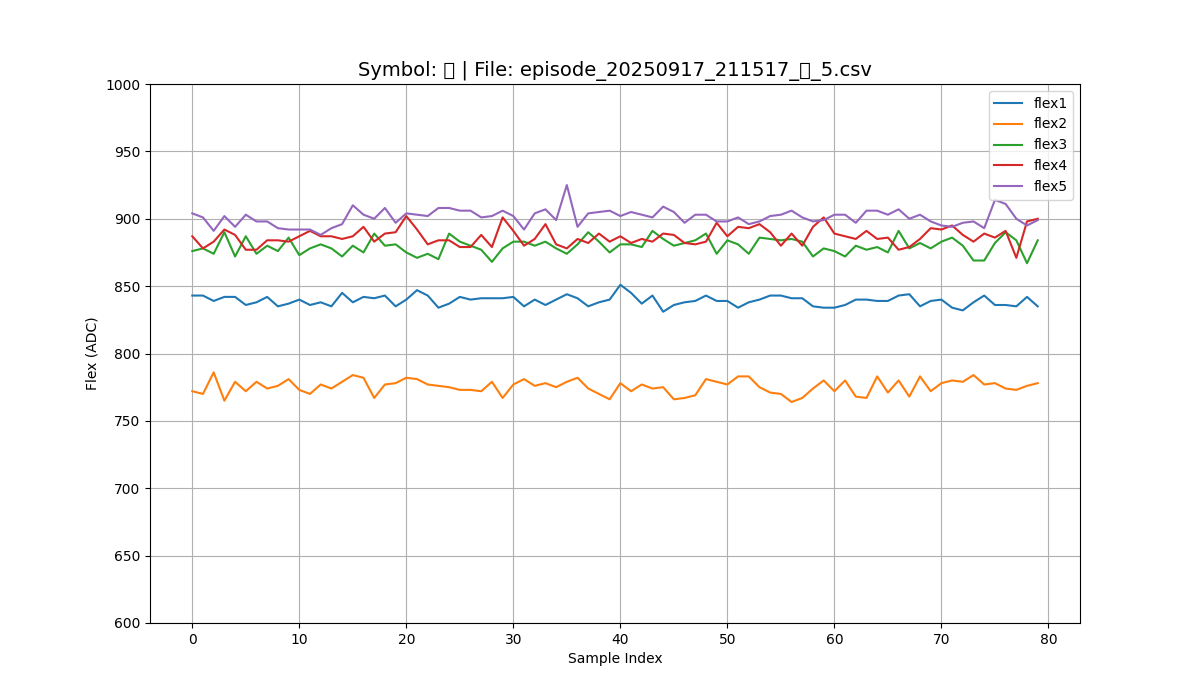 Symbol: | File: episode_20250917_211517_ _5.csv
1000
950
900
850
800
750
700
650
600
Flex (ADC)
0 10 20 30 40 50 60 70 80
Sample Index
flex1
flex2
flex3
flex4
flex5